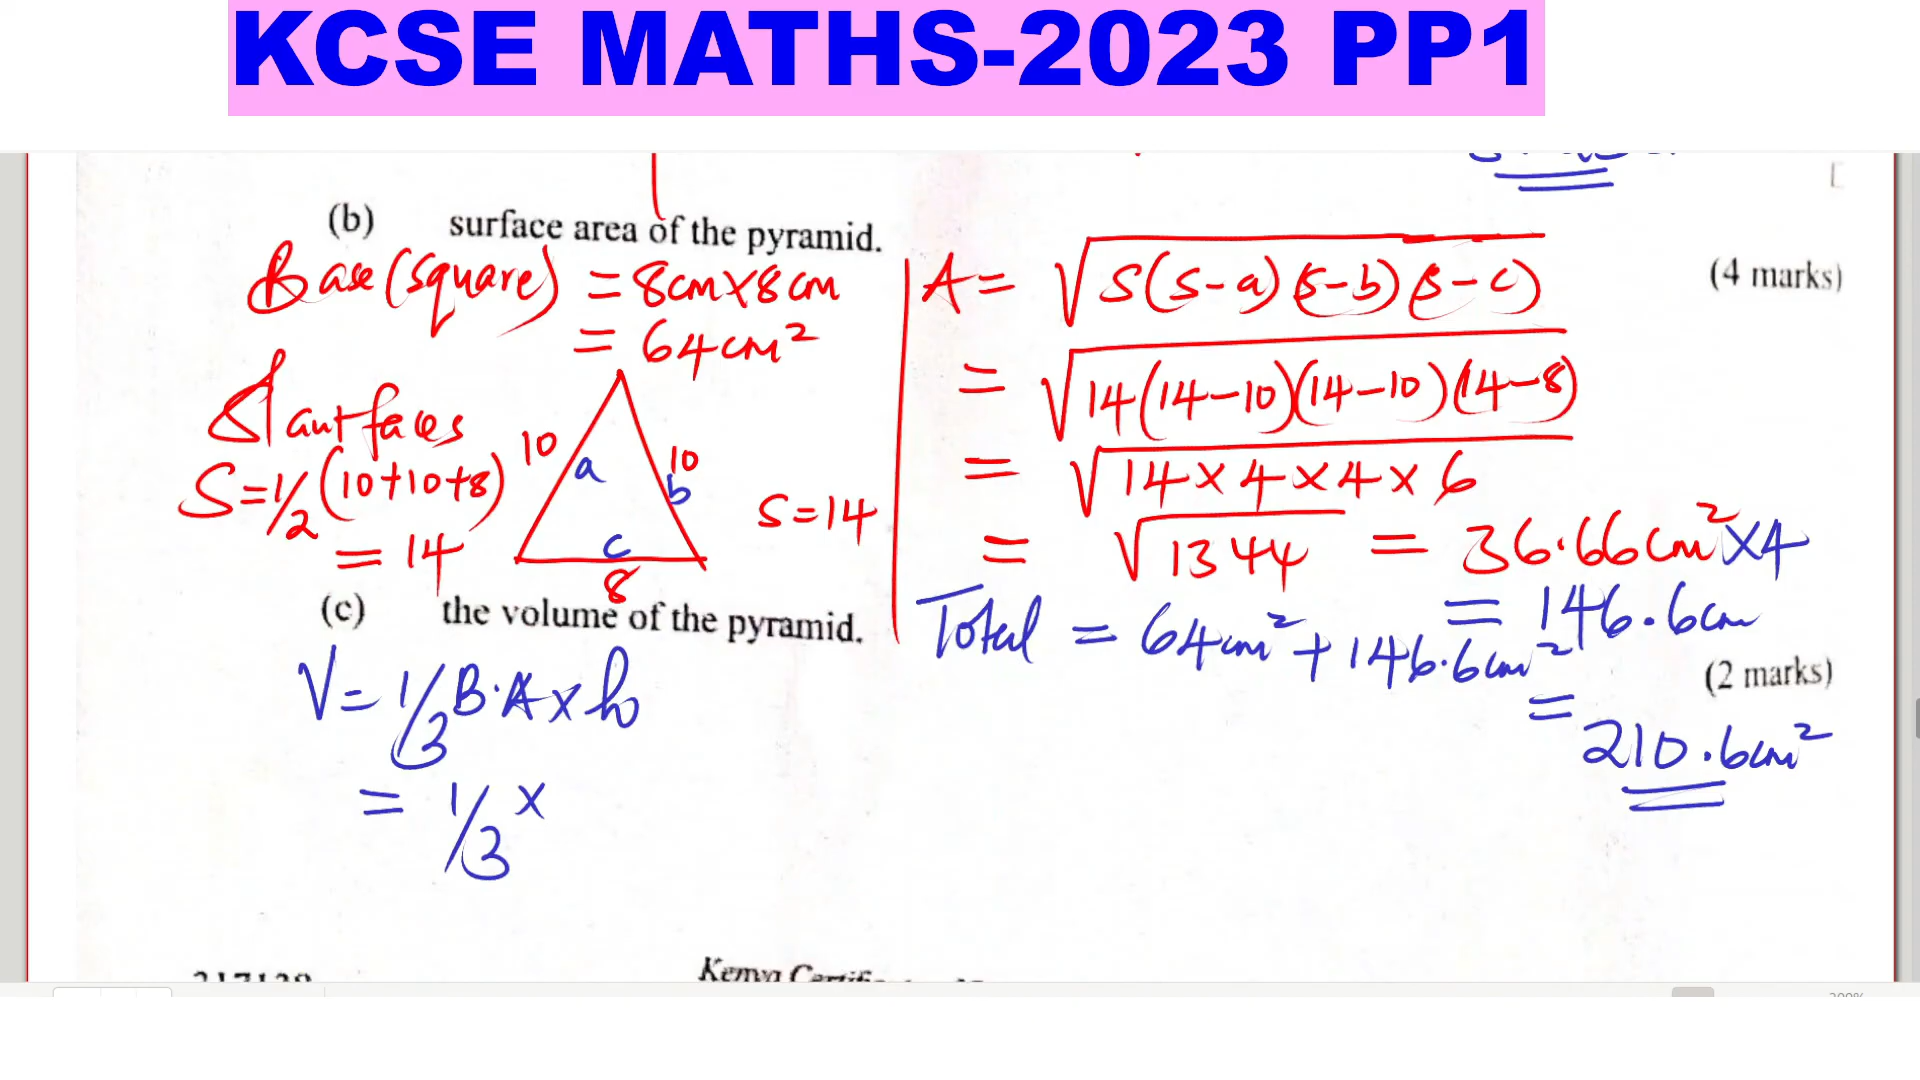 KCSE MATHS-2023 PP1
(b) surface area of the pyramid.
(4 marks)
Base (square) = 8cm x 8cm
= 64cm²
Slant faces
S = 1/2 (10+10+8)
= 14
10
a
10
b
c
8
S = 14
A = √S(S-a)(S-b)(S-c)
= √14(14-10)(14-10)(14-8)
= √14 x 4 x 4 x 6
= √1344 = 36.66cm² x 4
= 146.6cm
Total = 64cm² + 146.6cm²
= 210.6cm²
(c) the volume of the pyramid.
(2 marks)
V = 1/3 B.A x h
= 1/3 x
Kenya